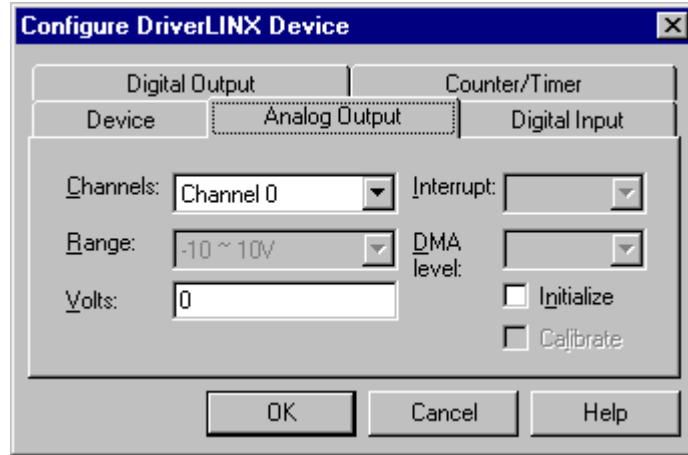 Configure DriverLINX Device
Digital Output Counter/Timer
Device Analog Output Digital Input
Channels: Channel 0 Interrupt:
Range: -10 ~ 10V DMA level:
Volts: 0 Initialize
Calibrate
OK Cancel Help